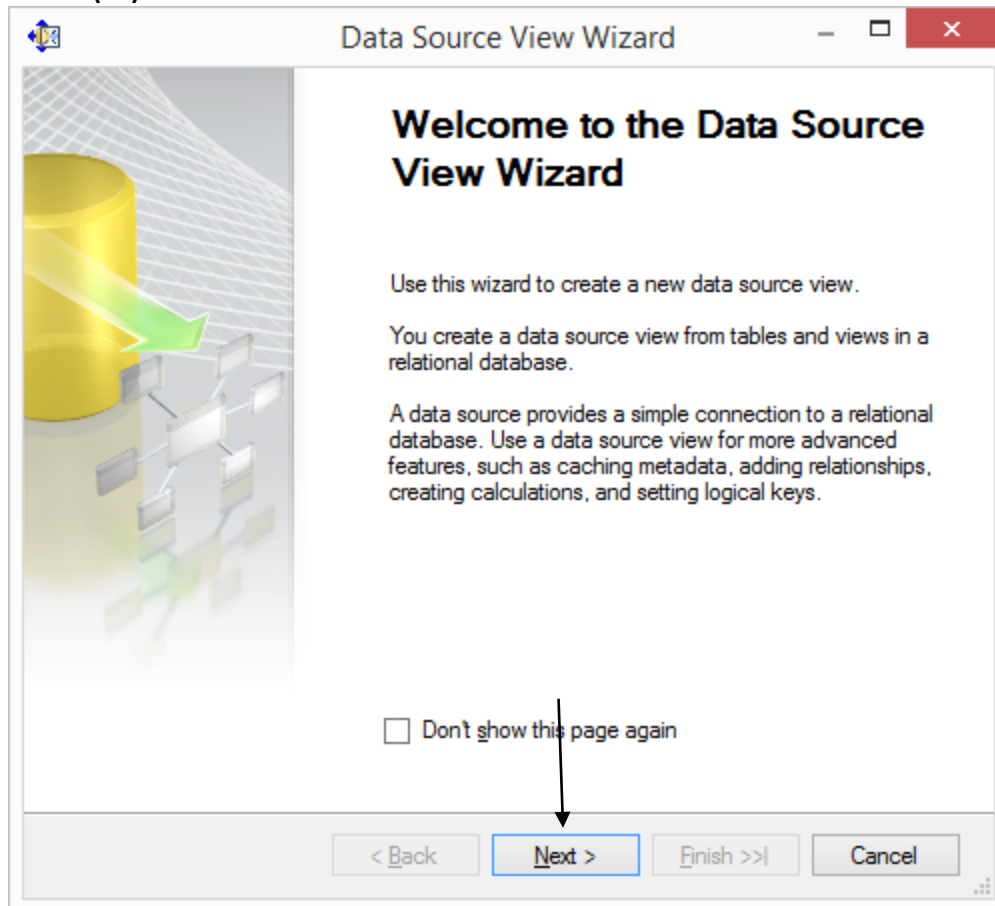 Data Source View Wizard
Welcome to the Data Source
View Wizard
Use this wizard to create a new data source view.
You create a data source view from tables and views in a
relational database.
A data source provides a simple connection to a relational
database. Use a data source view for more advanced
features, such as caching metadata, adding relationships,
creating calculations, and setting logical keys.
Don't show this page again
< Back Next > Finish >>| Cancel